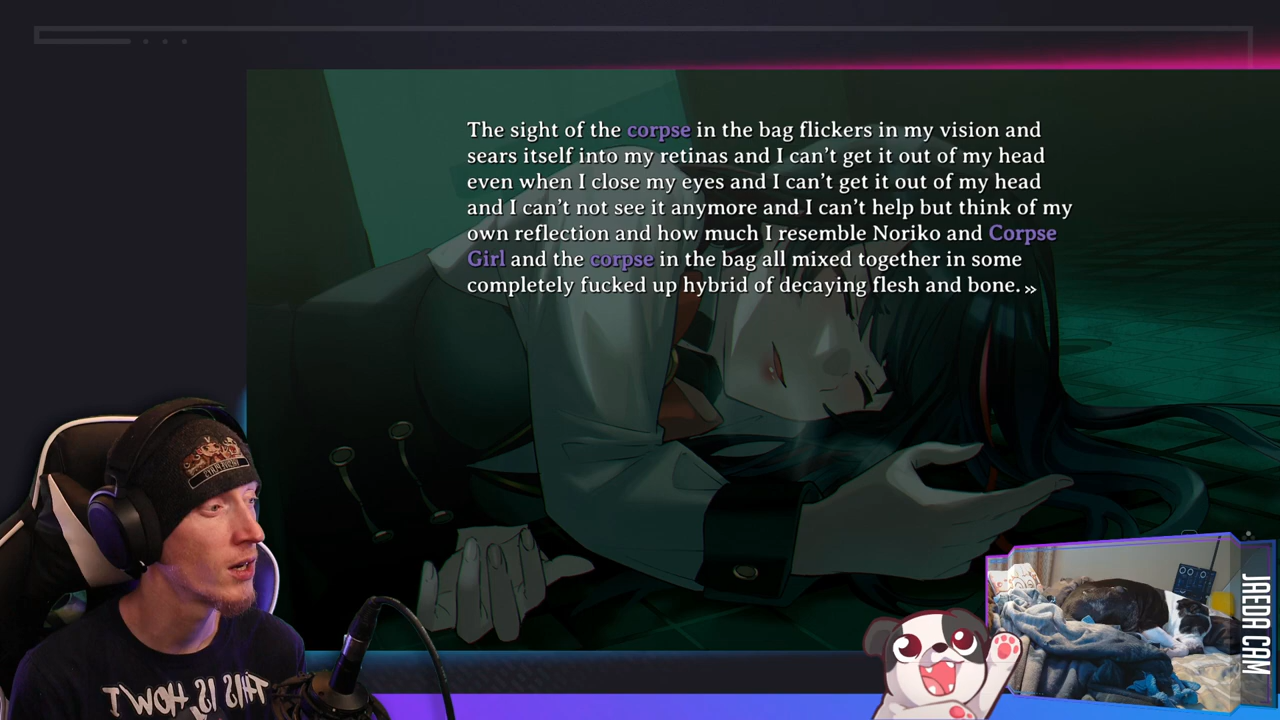 The sight of the corpse in the bag flickers in my vision and
sears itself into my retinas and I can’t get it out of my head
even when I close my eyes and I can’t get it out of my head
and I can’t not see it anymore and I can’t help but think of my
own reflection and how much I resemble Noriko and Corpse
Girl and the corpse in the bag all mixed together in some
completely fucked up hybrid of decaying flesh and bone. »
JAEDA CAM
THIS IS HOW I